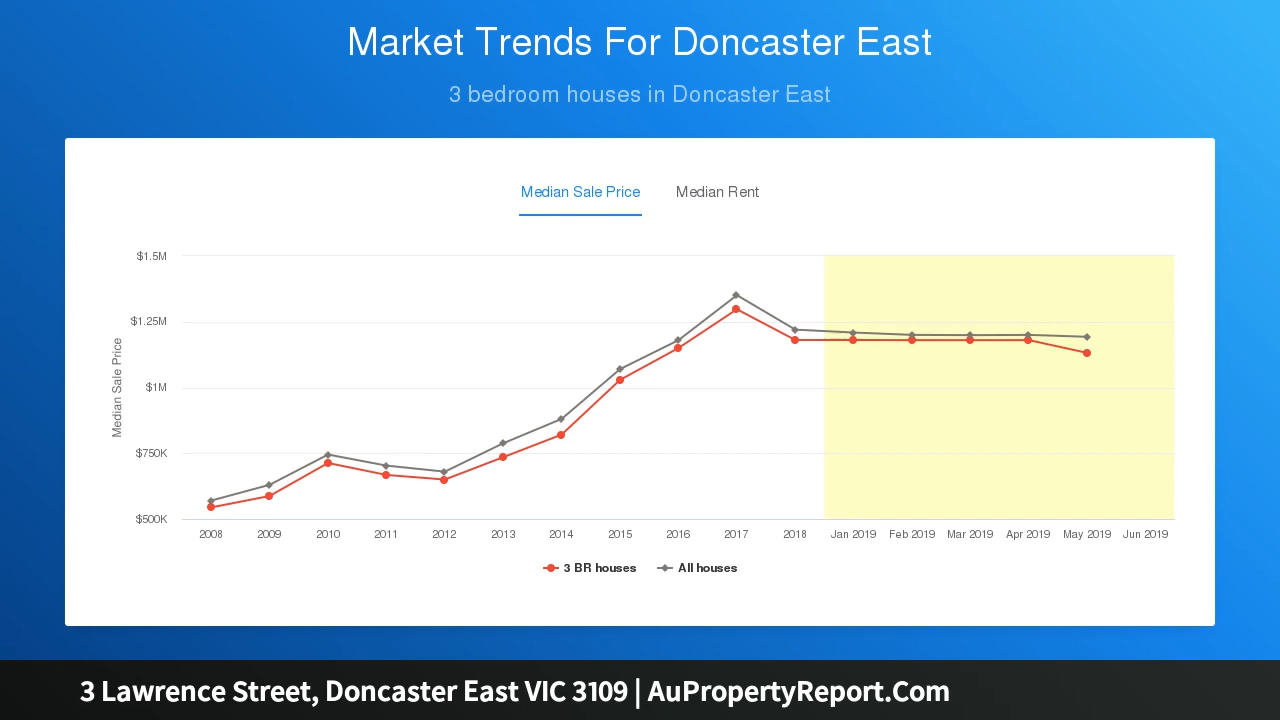 Market Trends For Doncaster East
3 bedroom houses in Doncaster East
Median Sale Price Median Rent
Median Sale Price
$1.5M
$1.25M
$1M
$750K
$500K
2008 2009 2010 2011 2012 2013 2014 2015 2016 2017 2018 Jan 2019 Feb 2019 Mar 2019 Apr 2019 May 2019 Jun 2019
3 BR houses All houses
3 Lawrence Street, Doncaster East VIC 3109 | AuPropertyReport.Com